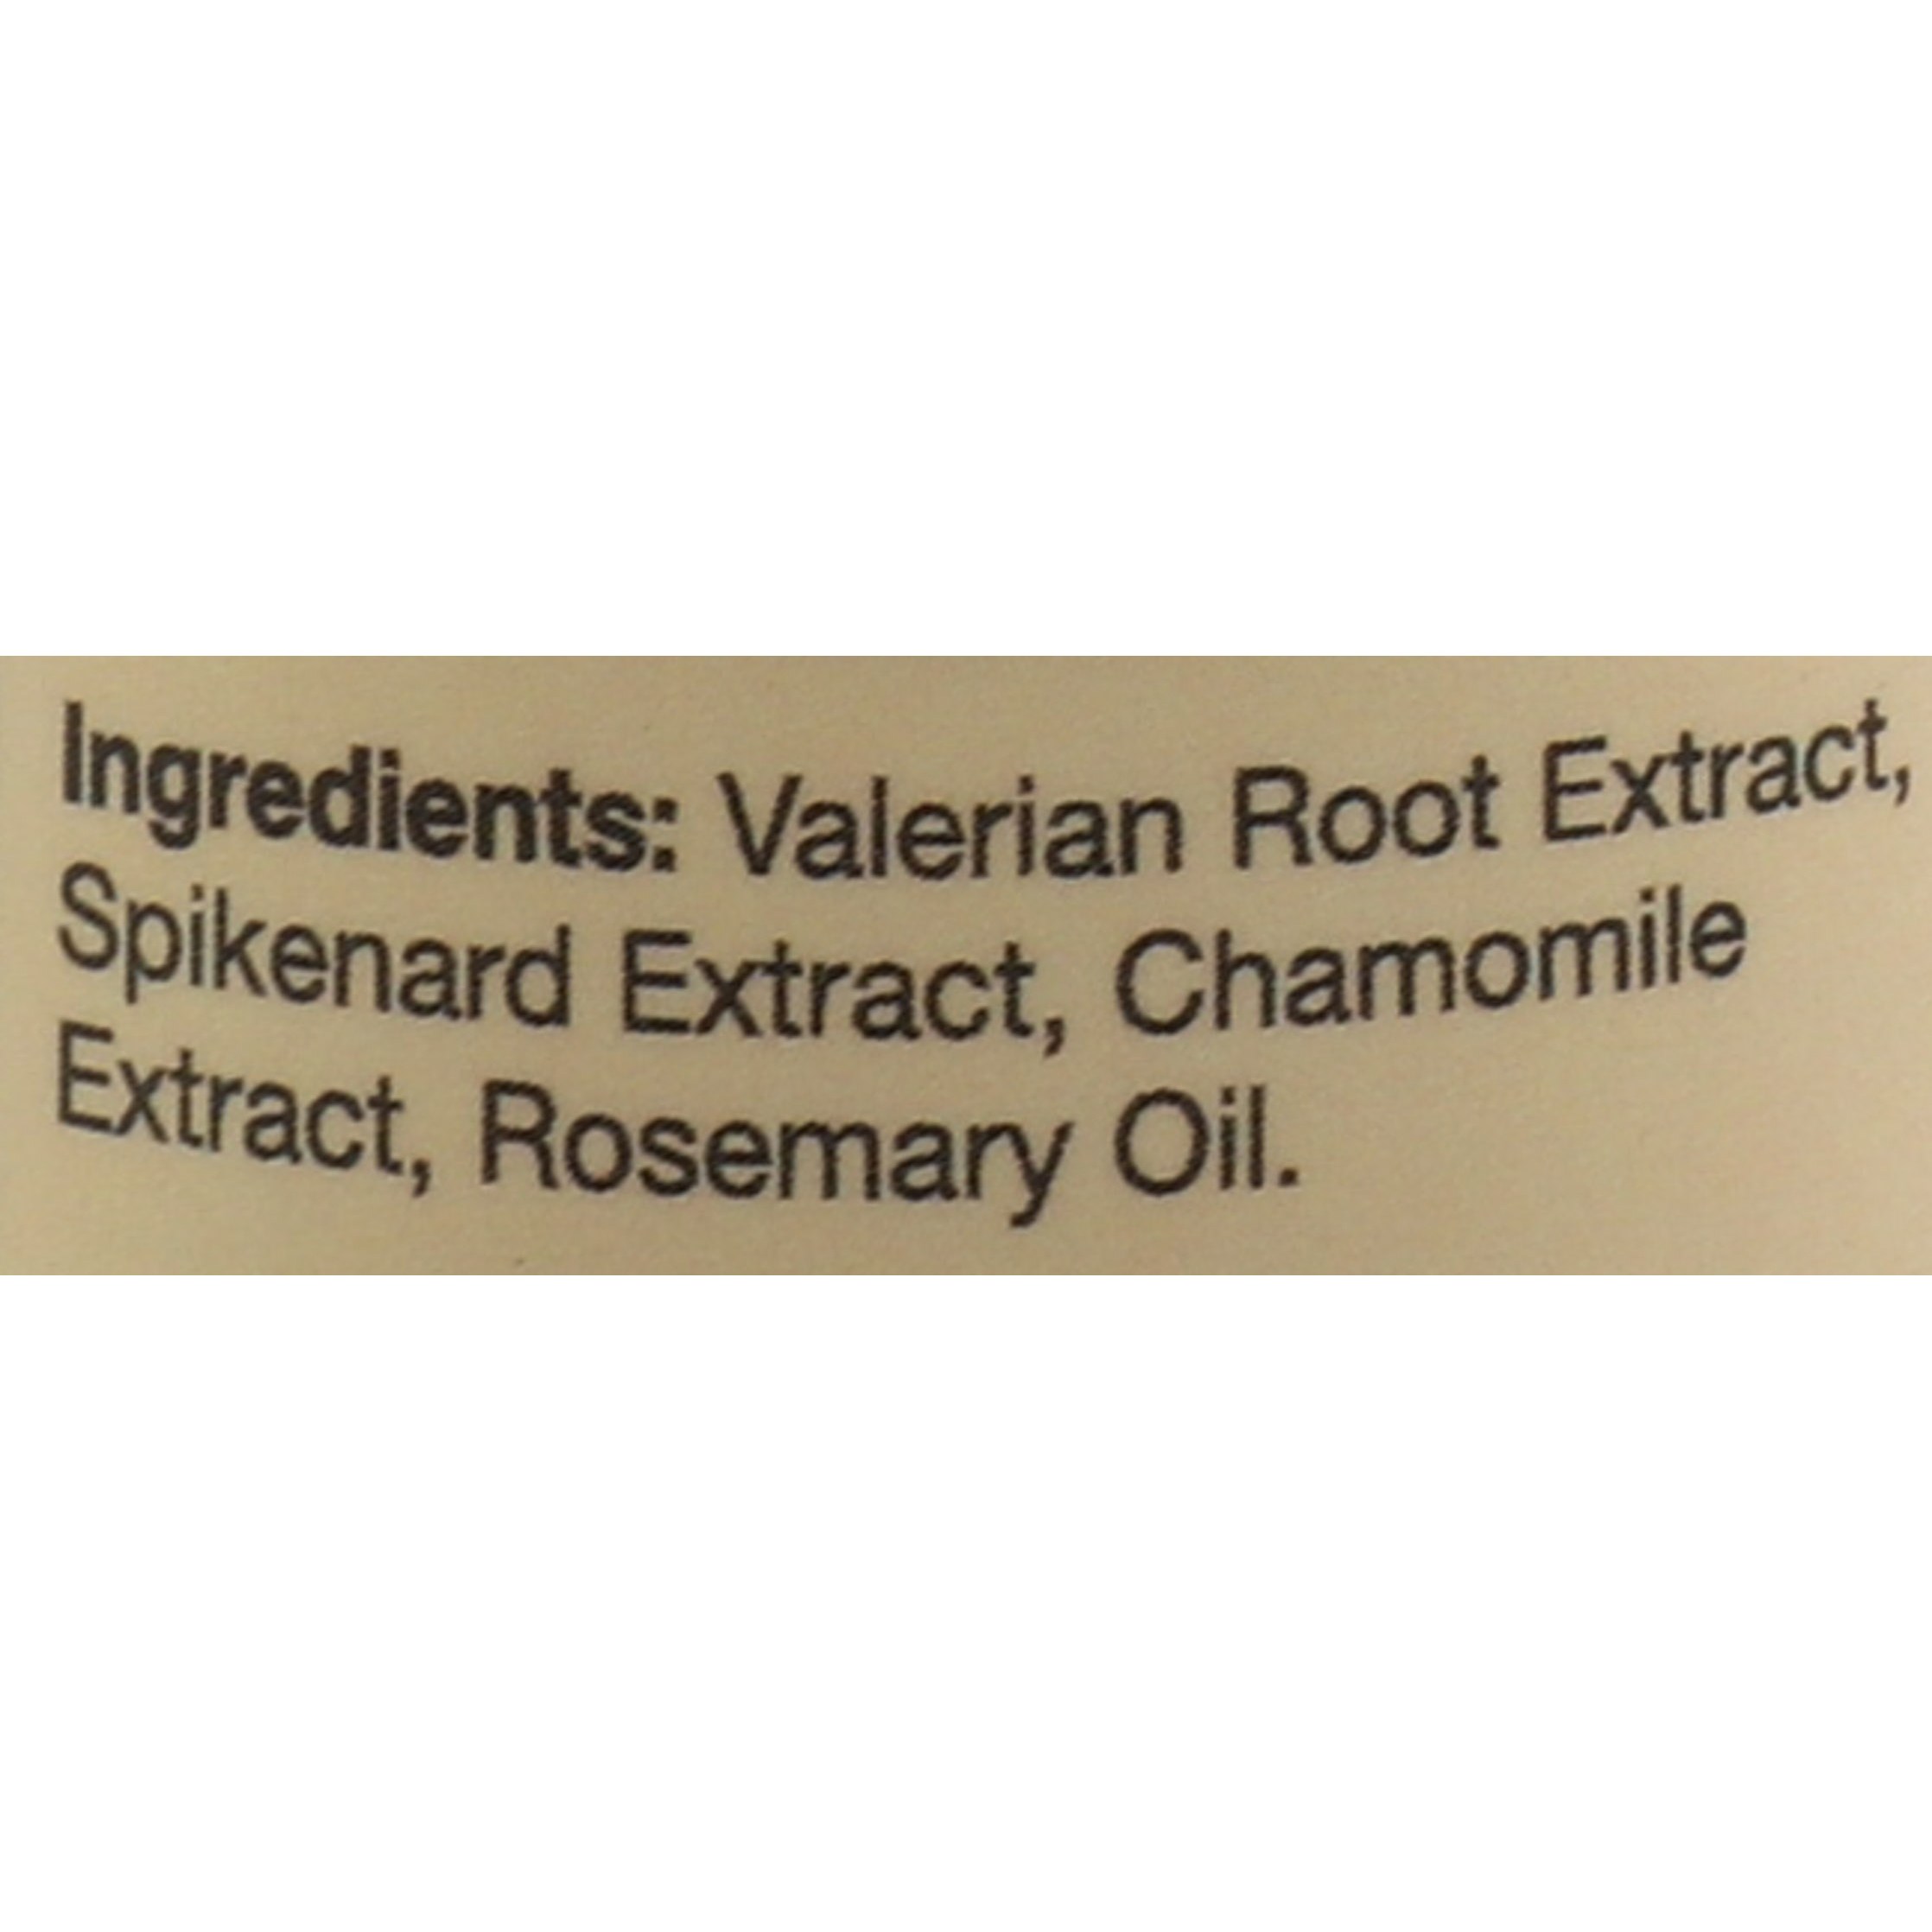 Ingredients: Valerian Root Extract,
Spikenard Extract, Chamomile
Extract, Rosemary Oil.